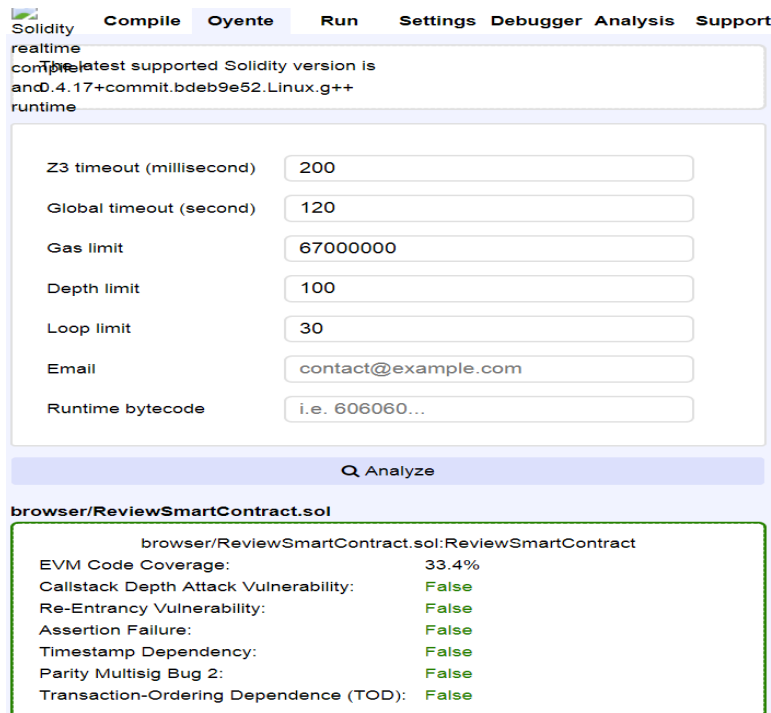 Compile Oyente Run Settings Debugger Analysis Support
Solidity
realtime
compiler
and
runtime
The latest supported Solidity version is
0.4.17+commit.bdeb9e52.Linux.g++
Z3 timeout (millisecond) 200
Global timeout (second) 120
Gas limit 67000000
Depth limit 100
Loop limit 30
Email contact@example.com
Runtime bytecode i.e. 606060...
Analyze
browser/ReviewSmartContract.sol
browser/ReviewSmartContract.sol:ReviewSmartContract
EVM Code Coverage: 33.4%
Callstack Depth Attack Vulnerability: False
Re-Entrancy Vulnerability: False
Assertion Failure: False
Timestamp Dependency: False
Parity Multisig Bug 2: False
Transaction-Ordering Dependence (TOD): False